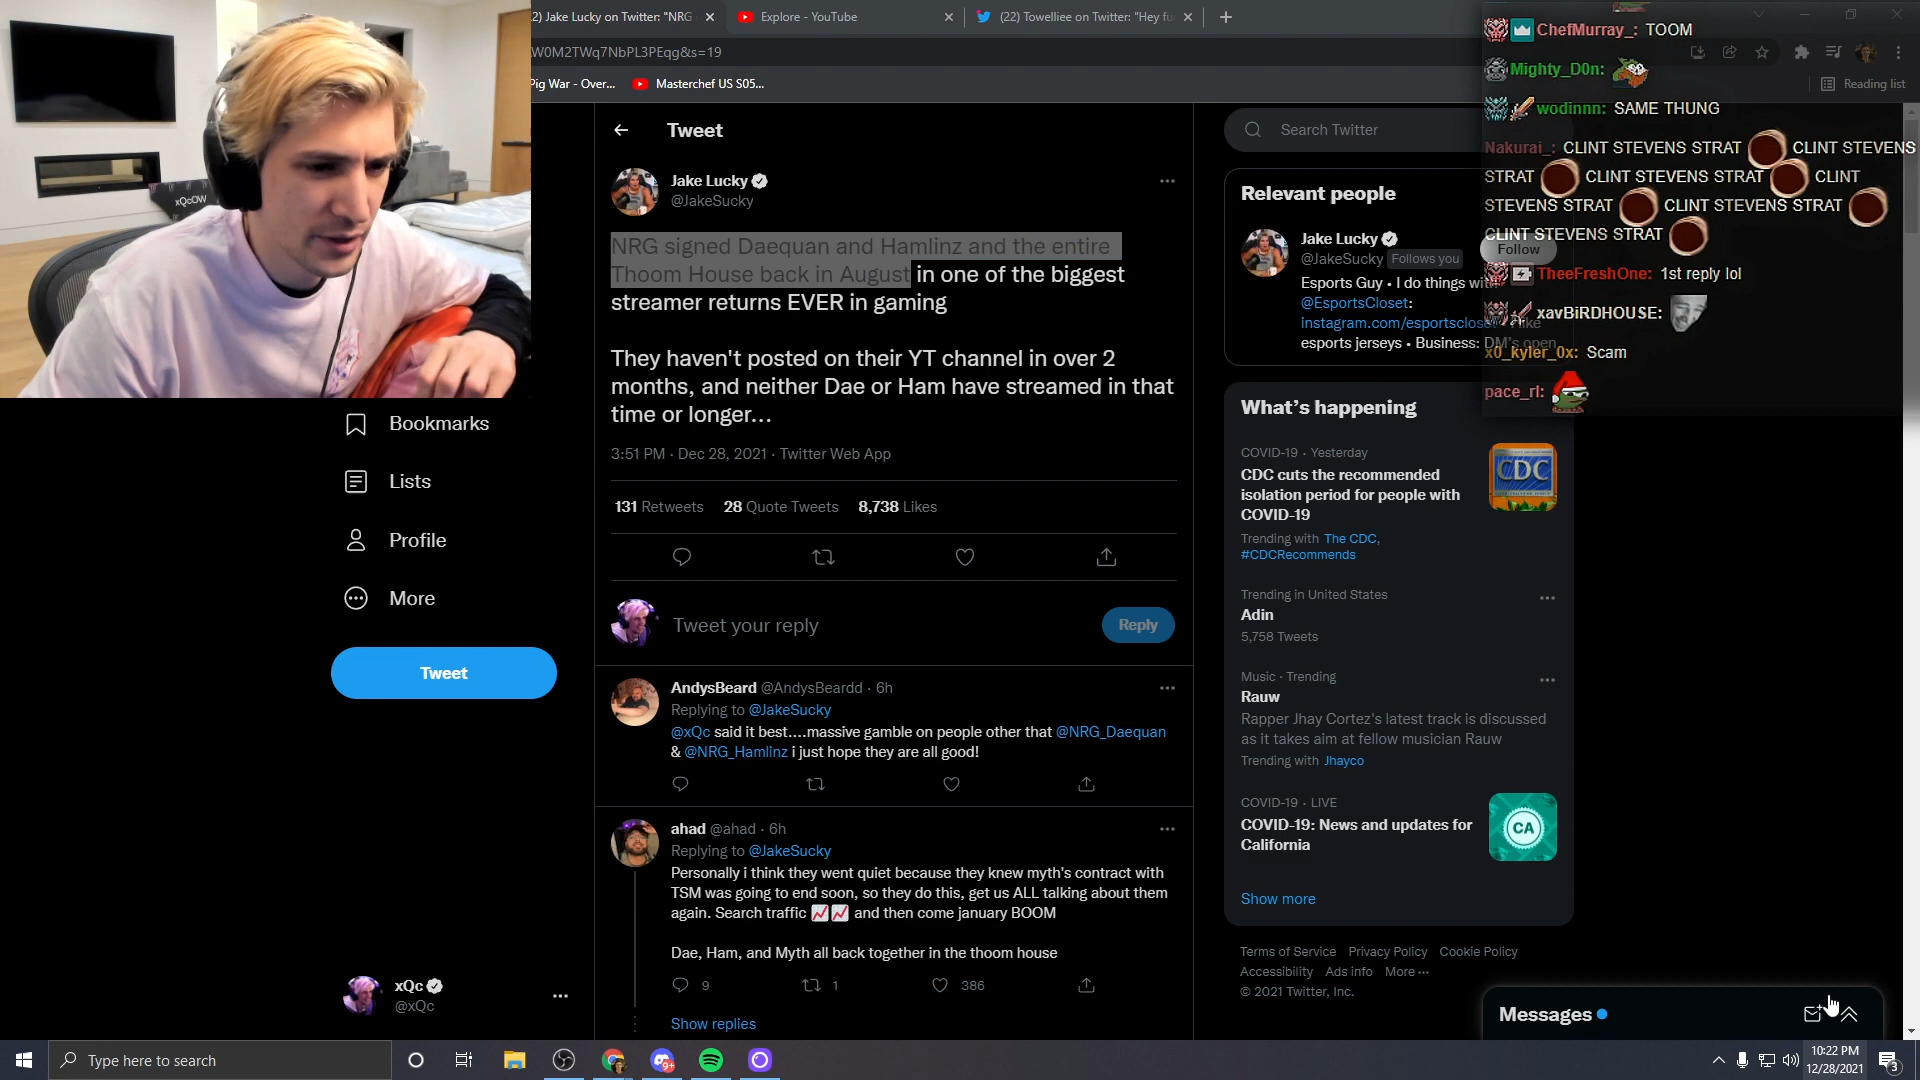 2) Jake Lucky on Twitter: "NRG
Explore - YouTube
(22) Towelliee on Twitter: "Hey fu
W0M2TWq7NbPL3PEqg&s=19
Pig War - Over...
Masterchef US S05...
Reading list
xQcOW
Bookmarks
Lists
Profile
More
Tweet
xQc
@xQc
Tweet
Jake Lucky
@JakeSucky
NRG signed Daequan and Hamlinz and the entire
Thoom House back in August in one of the biggest
streamer returns EVER in gaming
They haven't posted on their YT channel in over 2
months, and neither Dae or Ham have streamed in that
time or longer...
3:51 PM · Dec 28, 2021 · Twitter Web App
131 Retweets 28 Quote Tweets 8,738 Likes
Tweet your reply
Reply
AndysBeard @AndysBeardd · 6h
Replying to @JakeSucky
@xQc said it best....massive gamble on people other that @NRG_Daequan
& @NRG_Hamlinz i just hope they are all good!
ahad @ahad · 6h
Replying to @JakeSucky
Personally i think they went quiet because they knew myth's contract with
TSM was going to end soon, so they do this, get us ALL talking about them
again. Search traffic 📈📈 and then come january BOOM
Dae, Ham, and Myth all back together in the thoom house
9 1 386
Show replies
Search Twitter
Relevant people
Jake Lucky
@JakeSucky Follows you
Follow
Esports Guy • I do things with
@EsportsCloset:
instagram.com/esportscloset
esports jerseys • Business: DM's open
What's happening
COVID-19 · Yesterday
CDC cuts the recommended
isolation period for people with
COVID-19
CDC
Trending with The CDC,
#CDCRecommends
Trending in United States
Adin
5,758 Tweets
Music · Trending
Rauw
Rapper Jhay Cortez's latest track is discussed
as it takes aim at fellow musician Rauw
Trending with Jhayco
COVID-19 · LIVE
COVID-19: News and updates for
California
CA
Show more
Terms of Service Privacy Policy Cookie Policy
Accessibility Ads info More ···
© 2021 Twitter, Inc.
Messages
ChefMurray_: TOOM
Mighty_D0n:
wodinnn: SAME THUNG
Nakurai_: CLINT STEVENS STRAT CLINT STEVENS
STRAT CLINT STEVENS STRAT CLINT
STEVENS STRAT CLINT STEVENS STRAT
CLINT STEVENS STRAT
TheeFreshOne: 1st reply lol
xavBiRDHOUSE:
x0_kyler_0x: Scam
pace_rl:
Type here to search
9+
10:22 PM
12/28/2021
3